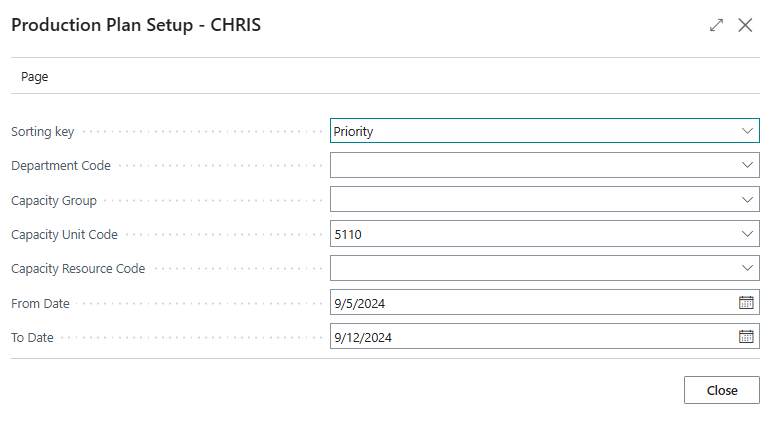 Production Plan Setup - CHRIS
Page
Sorting key Priority
Department Code
Capacity Group
Capacity Unit Code 5110
Capacity Resource Code
From Date 9/5/2024
To Date 9/12/2024
Close